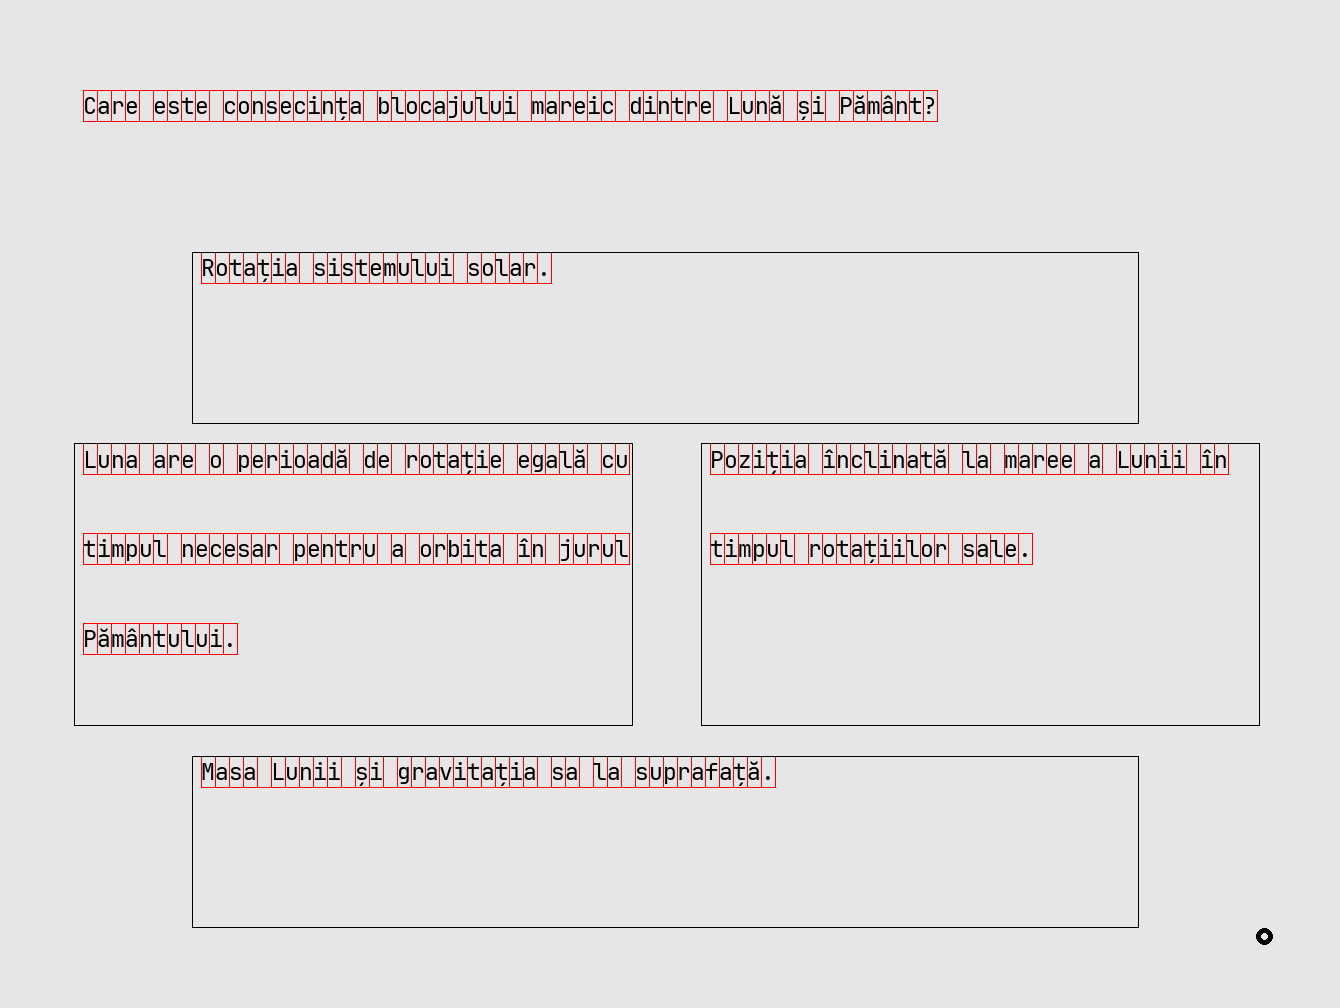 Care este consecința blocajului mareic dintre Lună și Pământ?
Rotația sistemului solar.
Luna are o perioadă de rotație egală cu
timpul necesar pentru a orbita în jurul
Pământului.
Poziția înclinată la maree a Lunii în
timpul rotațiilor sale.
Masa Lunii și gravitația sa la suprafață.